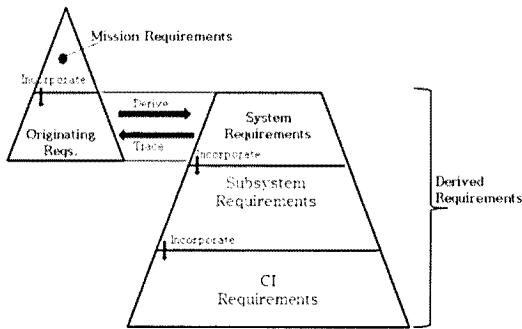 Mission Requirements
Incorporate
Derive
Originating
Reqs.
Trace
System
Requirements
Incorporate
Subsystem
Requirements
Derived
Requirements
Incorporate
CI
Requirements